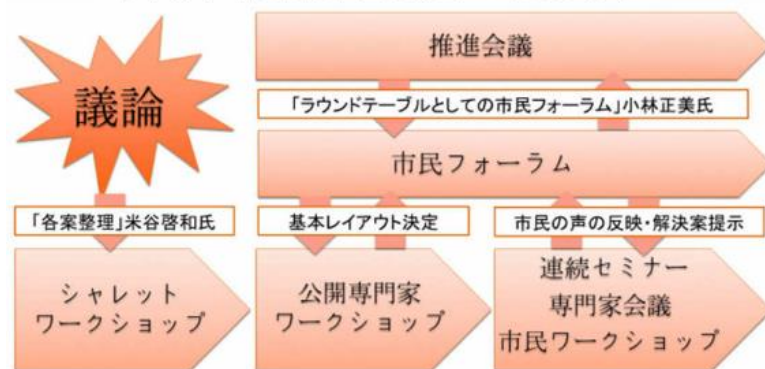 推進会議
議論
「ラウンドテーブルとしての市民フォーラム」小林正美氏
市民フォーラム
「各案整理」米谷啓和氏
基本レイアウト決定
市民の声の反映・解決案提示
シャレット
ワークショップ
公開専門家
ワークショップ
連続セミナー
専門家会議
市民ワークショップ